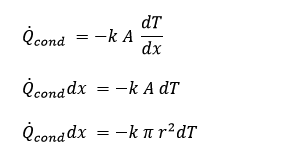 Q̇cond = −k A dT/dx
Q̇cond dx = −k A dT
Q̇cond dx = −k π r² dT